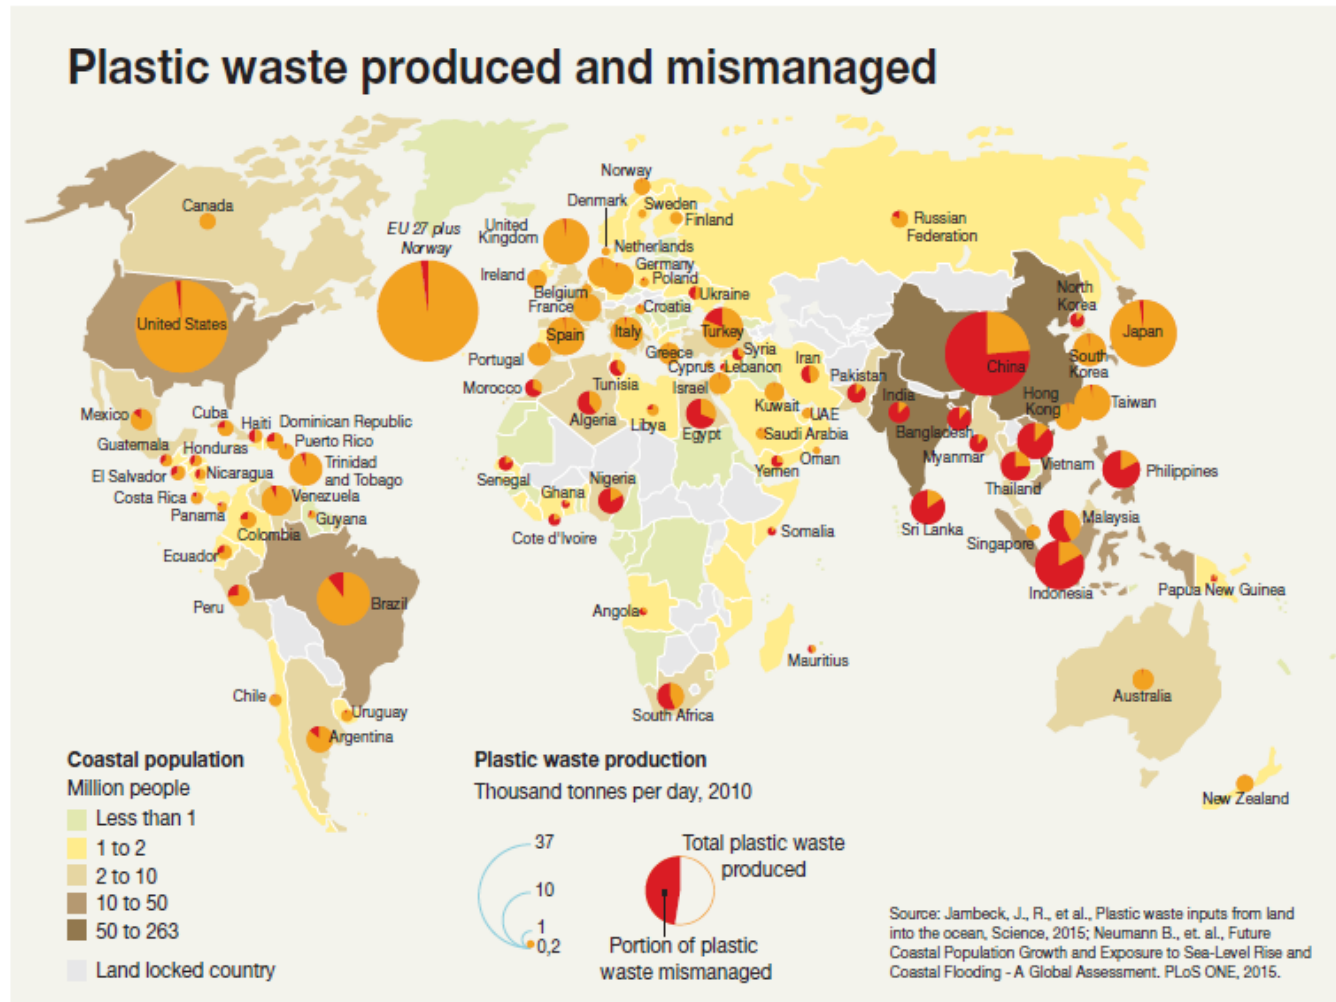 Plastic waste produced and mismanaged
Norway
Denmark
Sweden
Finland
Canada
EU 27 plus
Norway
United
Kingdom
Netherlands
Russian
Federation
Ireland
Germany
Poland
Belgium
Ukraine
North
Korea
France
Croatia
United States
Spain
Italy
Turkey
Japan
Portugal
Greece
Syria
Iran
China
South
Korea
Cyprus
Lebanon
Morocco
Tunisia
Israel
Pakistan
India
Hong
Kong
Taiwan
Mexico
Cuba
Haiti
Dominican Republic
Algeria
Libya
Egypt
Kuwait
UAE
Saudi Arabia
Bangladesh
Guatemala
Honduras
Puerto Rico
Oman
Myanmar
Vietnam
Philippines
El Salvador
Nicaragua
Trinidad
and Tobago
Senegal
Nigeria
Yemen
Thailand
Costa Rica
Venezuela
Ghana
Panama
Guyana
Colombia
Cote d'Ivoire
Somalia
Sri Lanka
Malaysia
Singapore
Ecuador
Indonesia
Papua New Guinea
Peru
Brazil
Angola
Mauritius
Chile
Uruguay
South Africa
Australia
Argentina
New Zealand
Coastal population
Million people
Less than 1
1 to 2
2 to 10
10 to 50
50 to 263
Land locked country
Plastic waste production
Thousand tonnes per day, 2010
37
10
1
0,2
Total plastic waste
produced
Portion of plastic
waste mismanaged
Source: Jambeck, J., R., et al., Plastic waste inputs from land
into the ocean, Science, 2015; Neumann B., et. al., Future
Coastal Population Growth and Exposure to Sea-Level Rise and
Coastal Flooding - A Global Assessment. PLoS ONE, 2015.